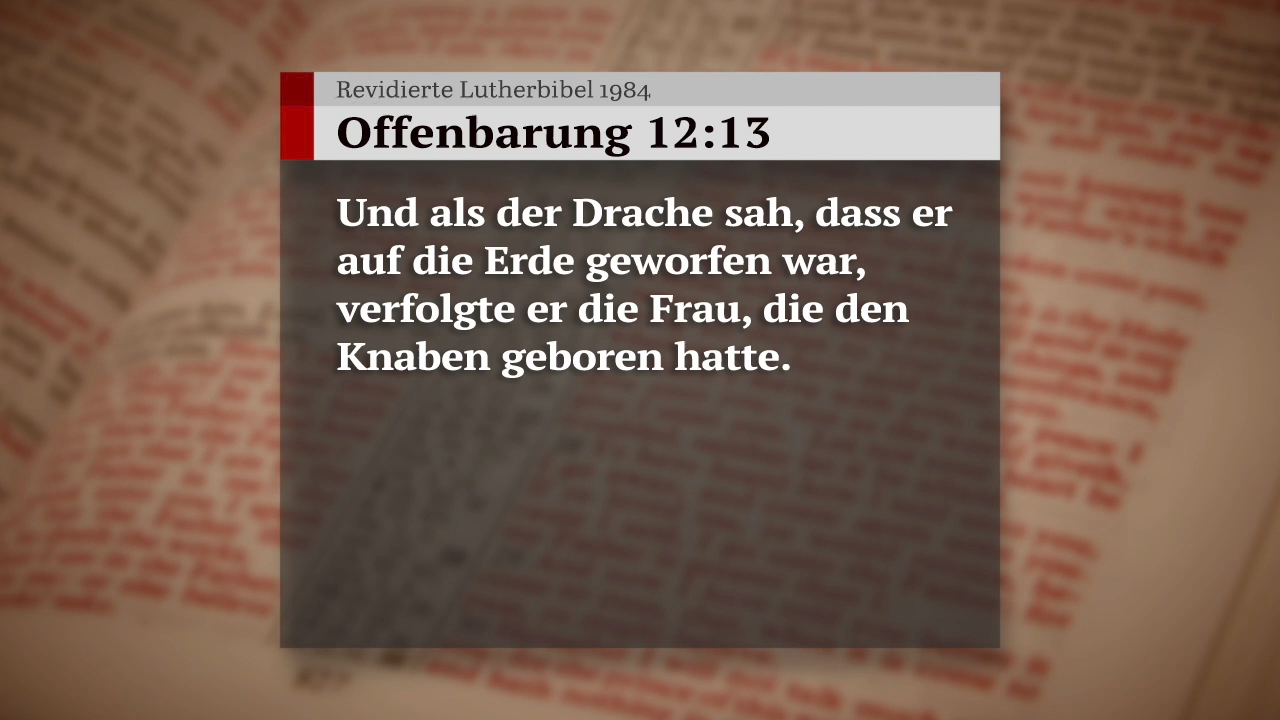 Revidierte Lutherbibel 1984
Offenbarung 12:13
Und als der Drache sah, dass er
auf die Erde geworfen war,
verfolgte er die Frau, die den
Knaben geboren hatte.